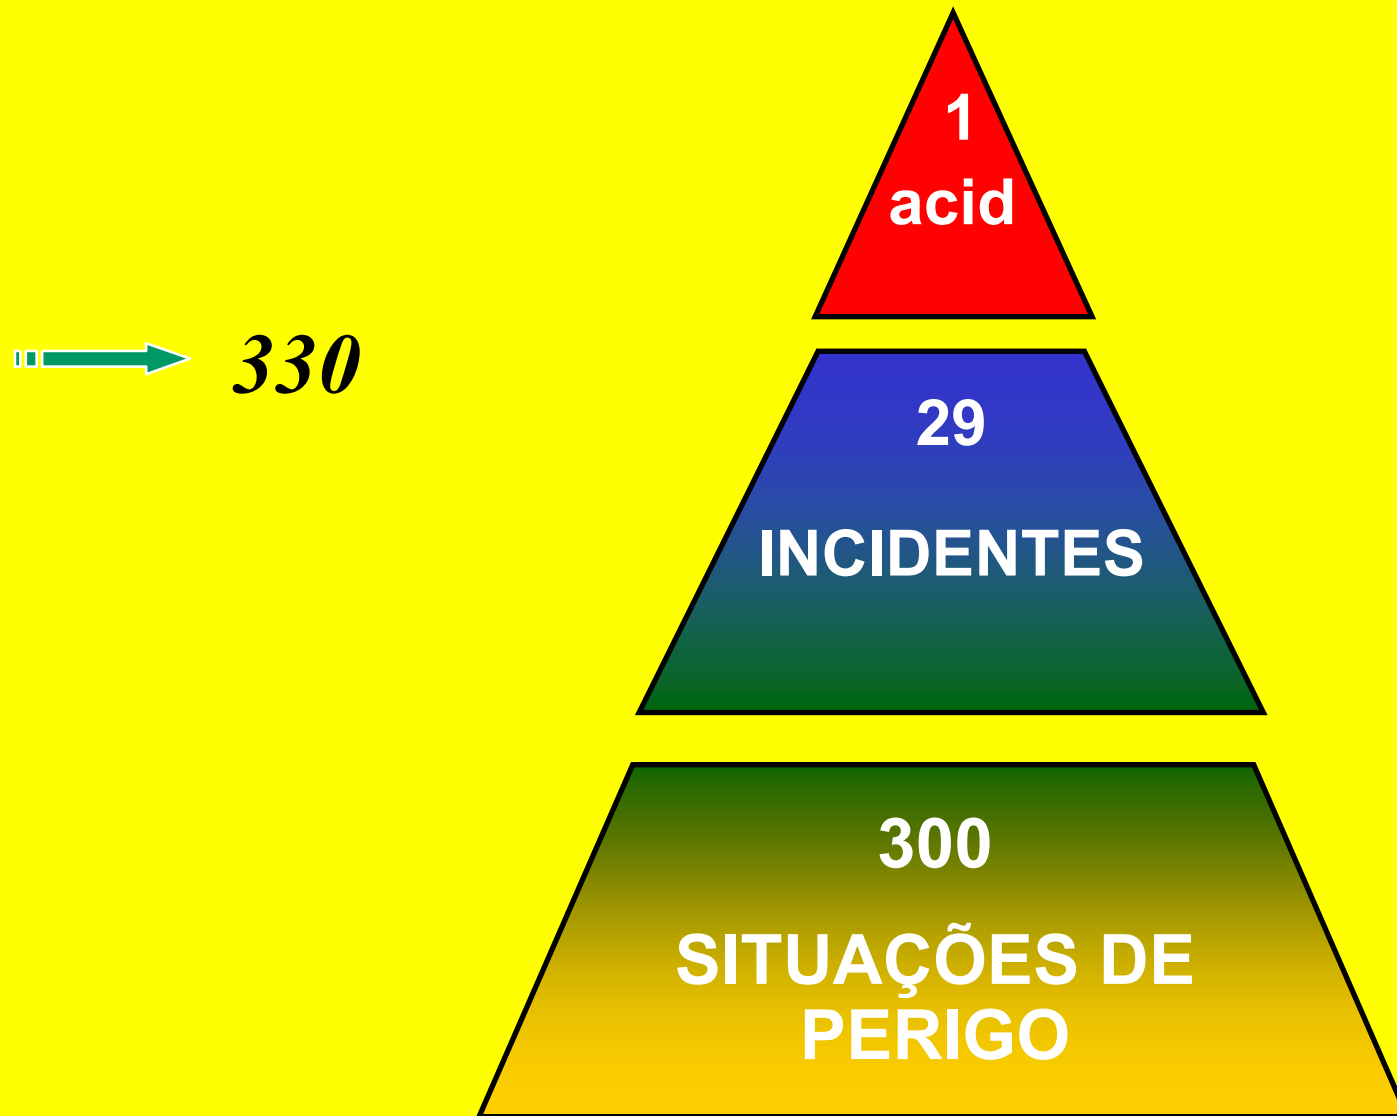 1
acid
330
29
INCIDENTES
300
SITUAÇÕES DE
PERIGO